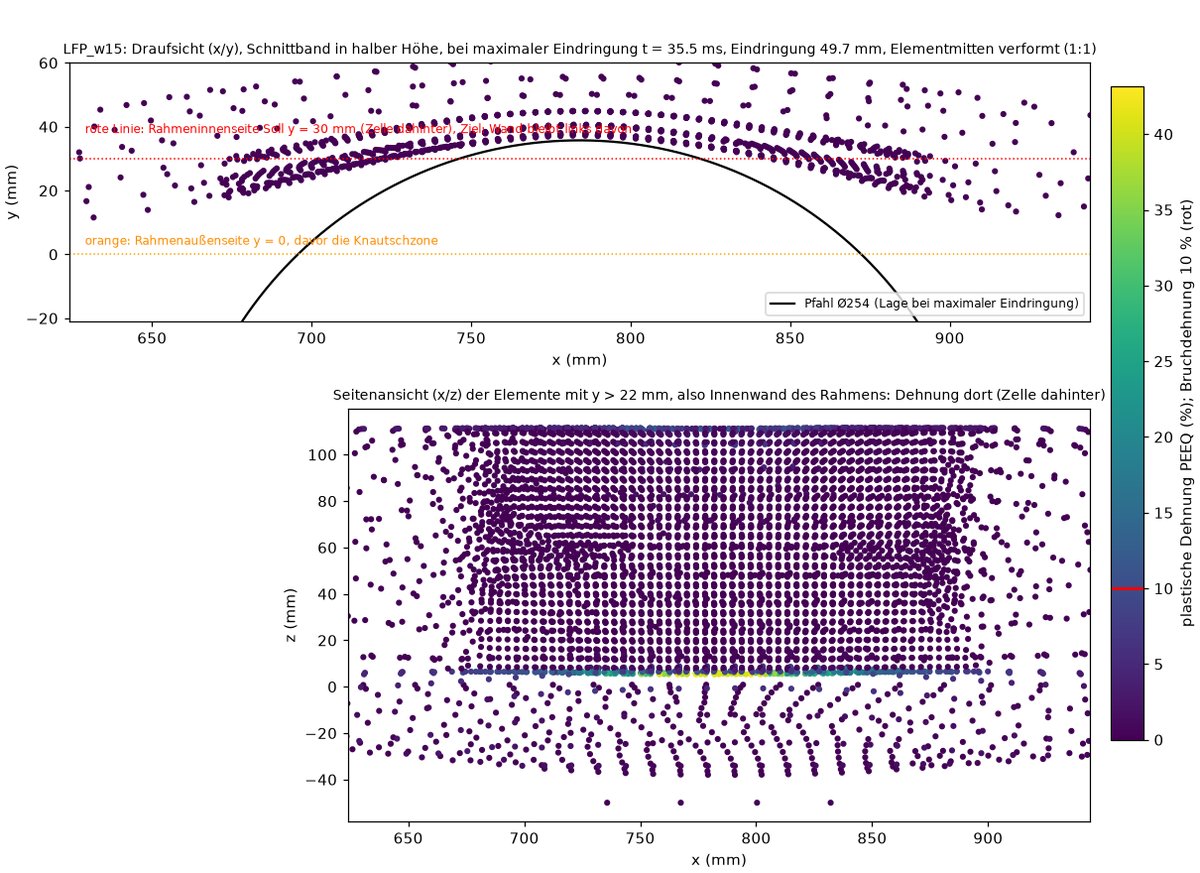 LFP_w15: Draufsicht (x/y), Schnittband in halber Höhe, bei maximaler Eindringung t = 35.5 ms, Eindringung 49.7 mm, Elementmitten verformt (1:1)
60
40
20
0
−20
y (mm)
rote Linie: Rahmeninnenseite Soll y = 30 mm (Zelle dahinter), Ziel: Wand bleibt links davon
orange: Rahmenaußenseite y = 0, davor die Knautschzone
Pfahl Ø254 (Lage bei maximaler Eindringung)
650 700 750 800 850 900
x (mm)
Seitenansicht (x/z) der Elemente mit y > 22 mm, also Innenwand des Rahmens: Dehnung dort (Zelle dahinter)
100
80
60
40
20
0
−20
−40
z (mm)
650 700 750 800 850 900
x (mm)
40
35
30
25
20
15
10
5
0
plastische Dehnung PEEQ (%); Bruchdehnung 10 % (rot)